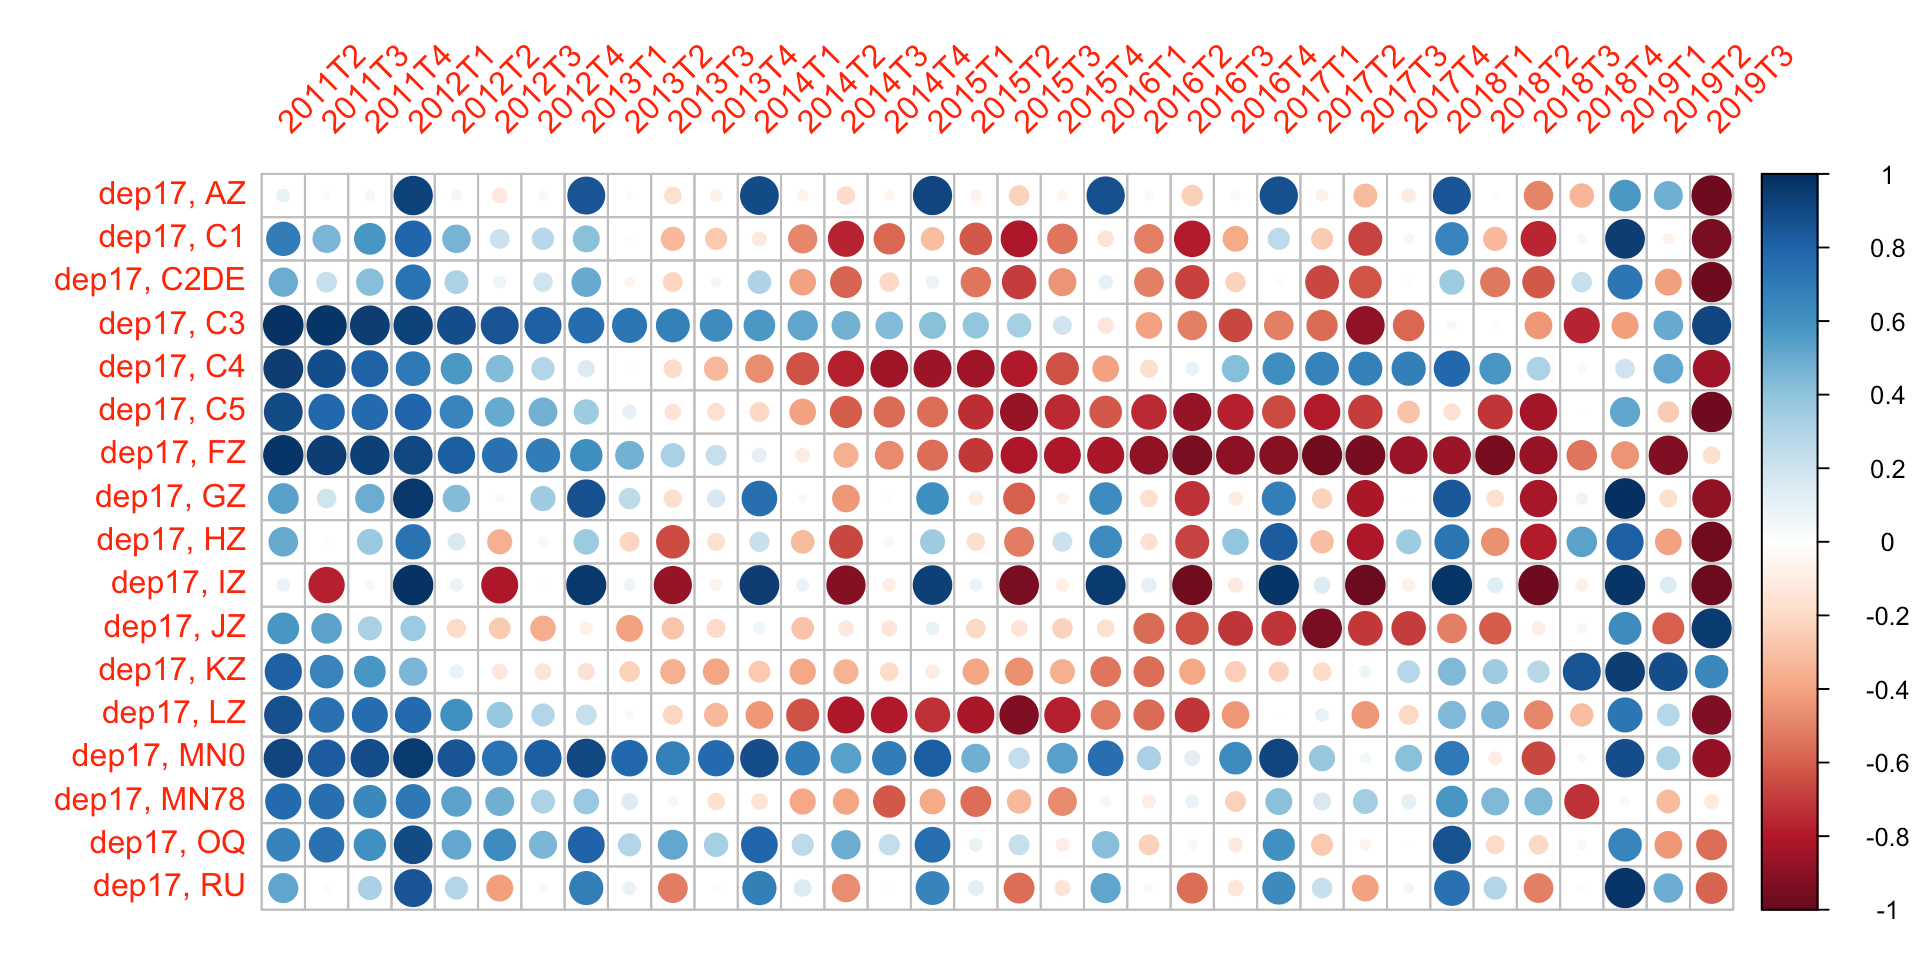 2011T2
2011T3
2011T4
2012T1
2012T2
2012T3
2012T4
2013T1
2013T2
2013T3
2013T4
2014T1
2014T2
2014T3
2014T4
2015T1
2015T2
2015T3
2015T4
2016T1
2016T2
2016T3
2016T4
2017T1
2017T2
2017T3
2017T4
2018T1
2018T2
2018T3
2018T4
2019T1
2019T2
2019T3
dep17, AZ
dep17, C1
dep17, C2DE
dep17, C3
dep17, C4
dep17, C5
dep17, FZ
dep17, GZ
dep17, HZ
dep17, IZ
dep17, JZ
dep17, KZ
dep17, LZ
dep17, MN0
dep17, MN78
dep17, OQ
dep17, RU
1
0.8
0.6
0.4
0.2
0
-0.2
-0.4
-0.6
-0.8
-1